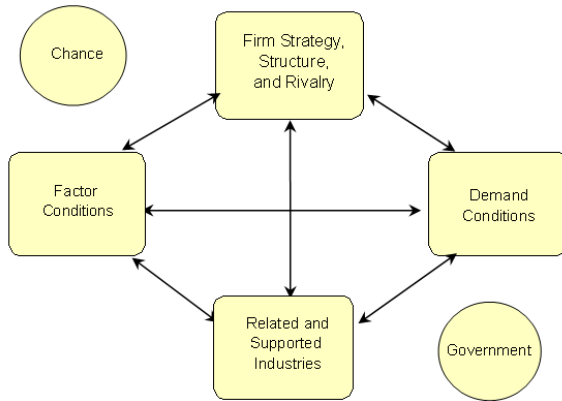 Chance
Firm Strategy,
Structure,
and Rivalry
Factor
Conditions
Demand
Conditions
Related and
Supported
Industries
Government